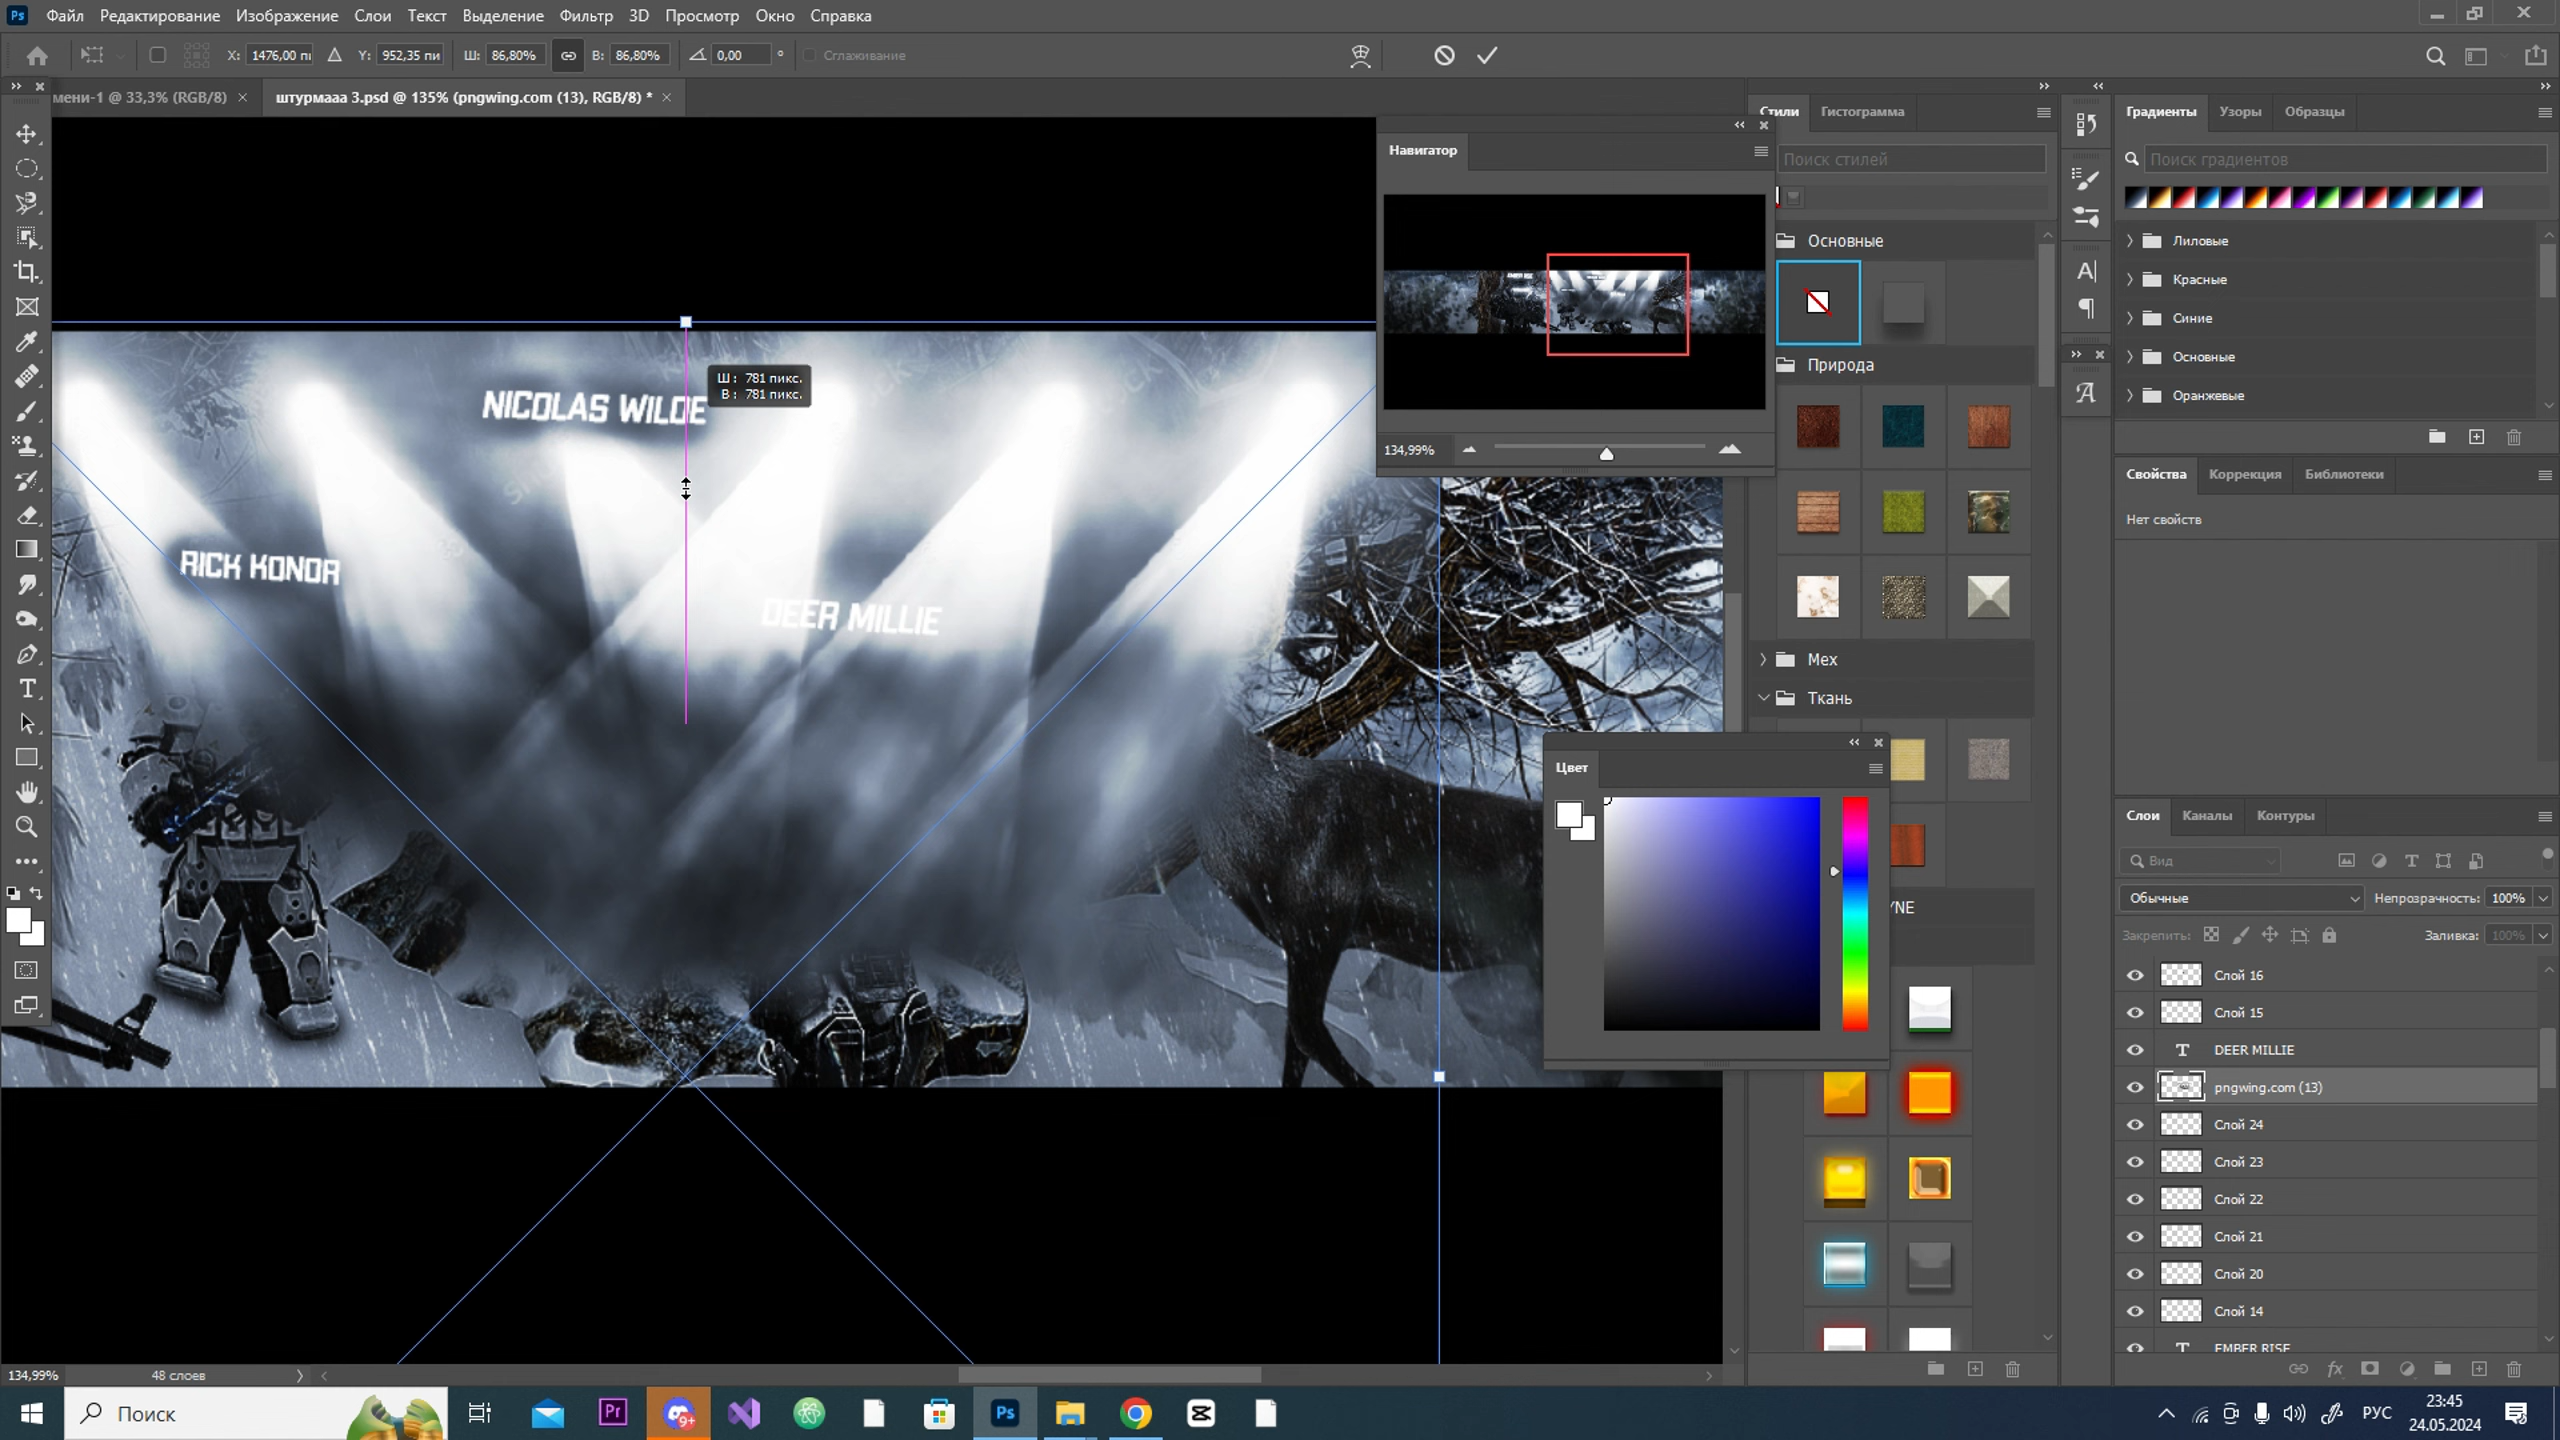 Ps Файл Редактирование Изображение Слои Текст Выделение Фильтр 3D Просмотр Окно Справка
X: 1476,00 пи Y: 952,35 пи Ш: 86,80% В: 86,80% 0,00 ° Сглаживание
мени-1 @ 33,3% (RGB/8) × штурмааа 3.psd @ 135% (pngwing.com (13), RGB/8) * ×
Навигатор
134,99%
Стили Гистограмма
Поиск стилей
Основные
Природа
Мех
Ткань
Градиенты Узоры Образцы
Поиск градиентов
Лиловые
Красные
Синие
Основные
Оранжевые
Свойства Коррекция Библиотеки
Нет свойств
NICOLAS WILDE
Ш: 781 пикс.
В: 781 пикс.
RICK KONOR
DEER MILLIE
Цвет
Слои Каналы Контуры
Вид
Обычные Непрозрачность: 100%
Закрепить: Заливка: 100%
Слой 16
Слой 15
DEER MILLIE
pngwing.com (13)
Слой 24
Слой 23
Слой 22
Слой 21
Слой 20
Слой 14
EMBER RISE
134,99% 48 слоев
Поиск
Pr
9+
Ps
РУС
23:45
24.05.2024